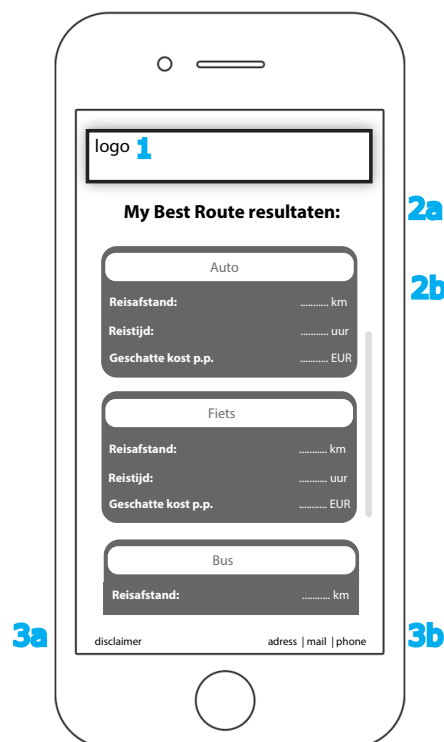 logo 1
My Best Route resultaten:
2a
Auto
2b
Reisafstand: ........... km
Reistijd: ........... uur
Geschatte kost p.p. ........... EUR
Fiets
Reisafstand: ........... km
Reistijd: ........... uur
Geschatte kost p.p. ........... EUR
Bus
Reisafstand: ........... km
3a
disclaimer
adress | mail | phone
3b